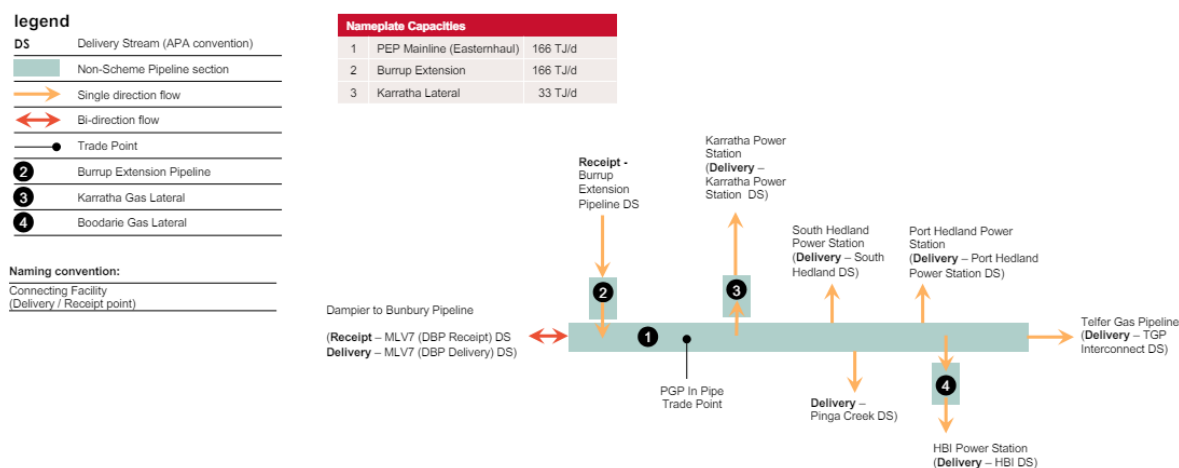 legend
DS Delivery Stream (APA convention)
Non-Scheme Pipeline section
Single direction flow
Bi-direction flow
Trade Point
2 Burrup Extension Pipeline
3 Karratha Gas Lateral
4 Boodarie Gas Lateral
Naming convention:
Connecting Facility
(Delivery / Receipt point)
Nameplate Capacities
1 PEP Mainline (Easternhaul) 166 TJ/d
2 Burrup Extension 166 TJ/d
3 Karratha Lateral 33 TJ/d
Receipt -
Burrup
Extension
Pipeline DS
Karratha Power
Station
(Delivery –
Karratha Power
Station DS)
South Hedland
Power Station
(Delivery – South
Hedland DS)
Port Hedland Power
Station
(Delivery – Port Hedland
Power Station DS)
2
3
Dampier to Bunbury Pipeline
(Receipt – MLV7 (DBP Receipt) DS
Delivery – MLV7 (DBP Delivery) DS)
1
Telfer Gas Pipeline
(Delivery – TGP
Interconnect DS)
4
PGP In Pipe
Trade Point
Delivery –
Pinga Creek DS)
HBI Power Station
(Delivery – HBI DS)